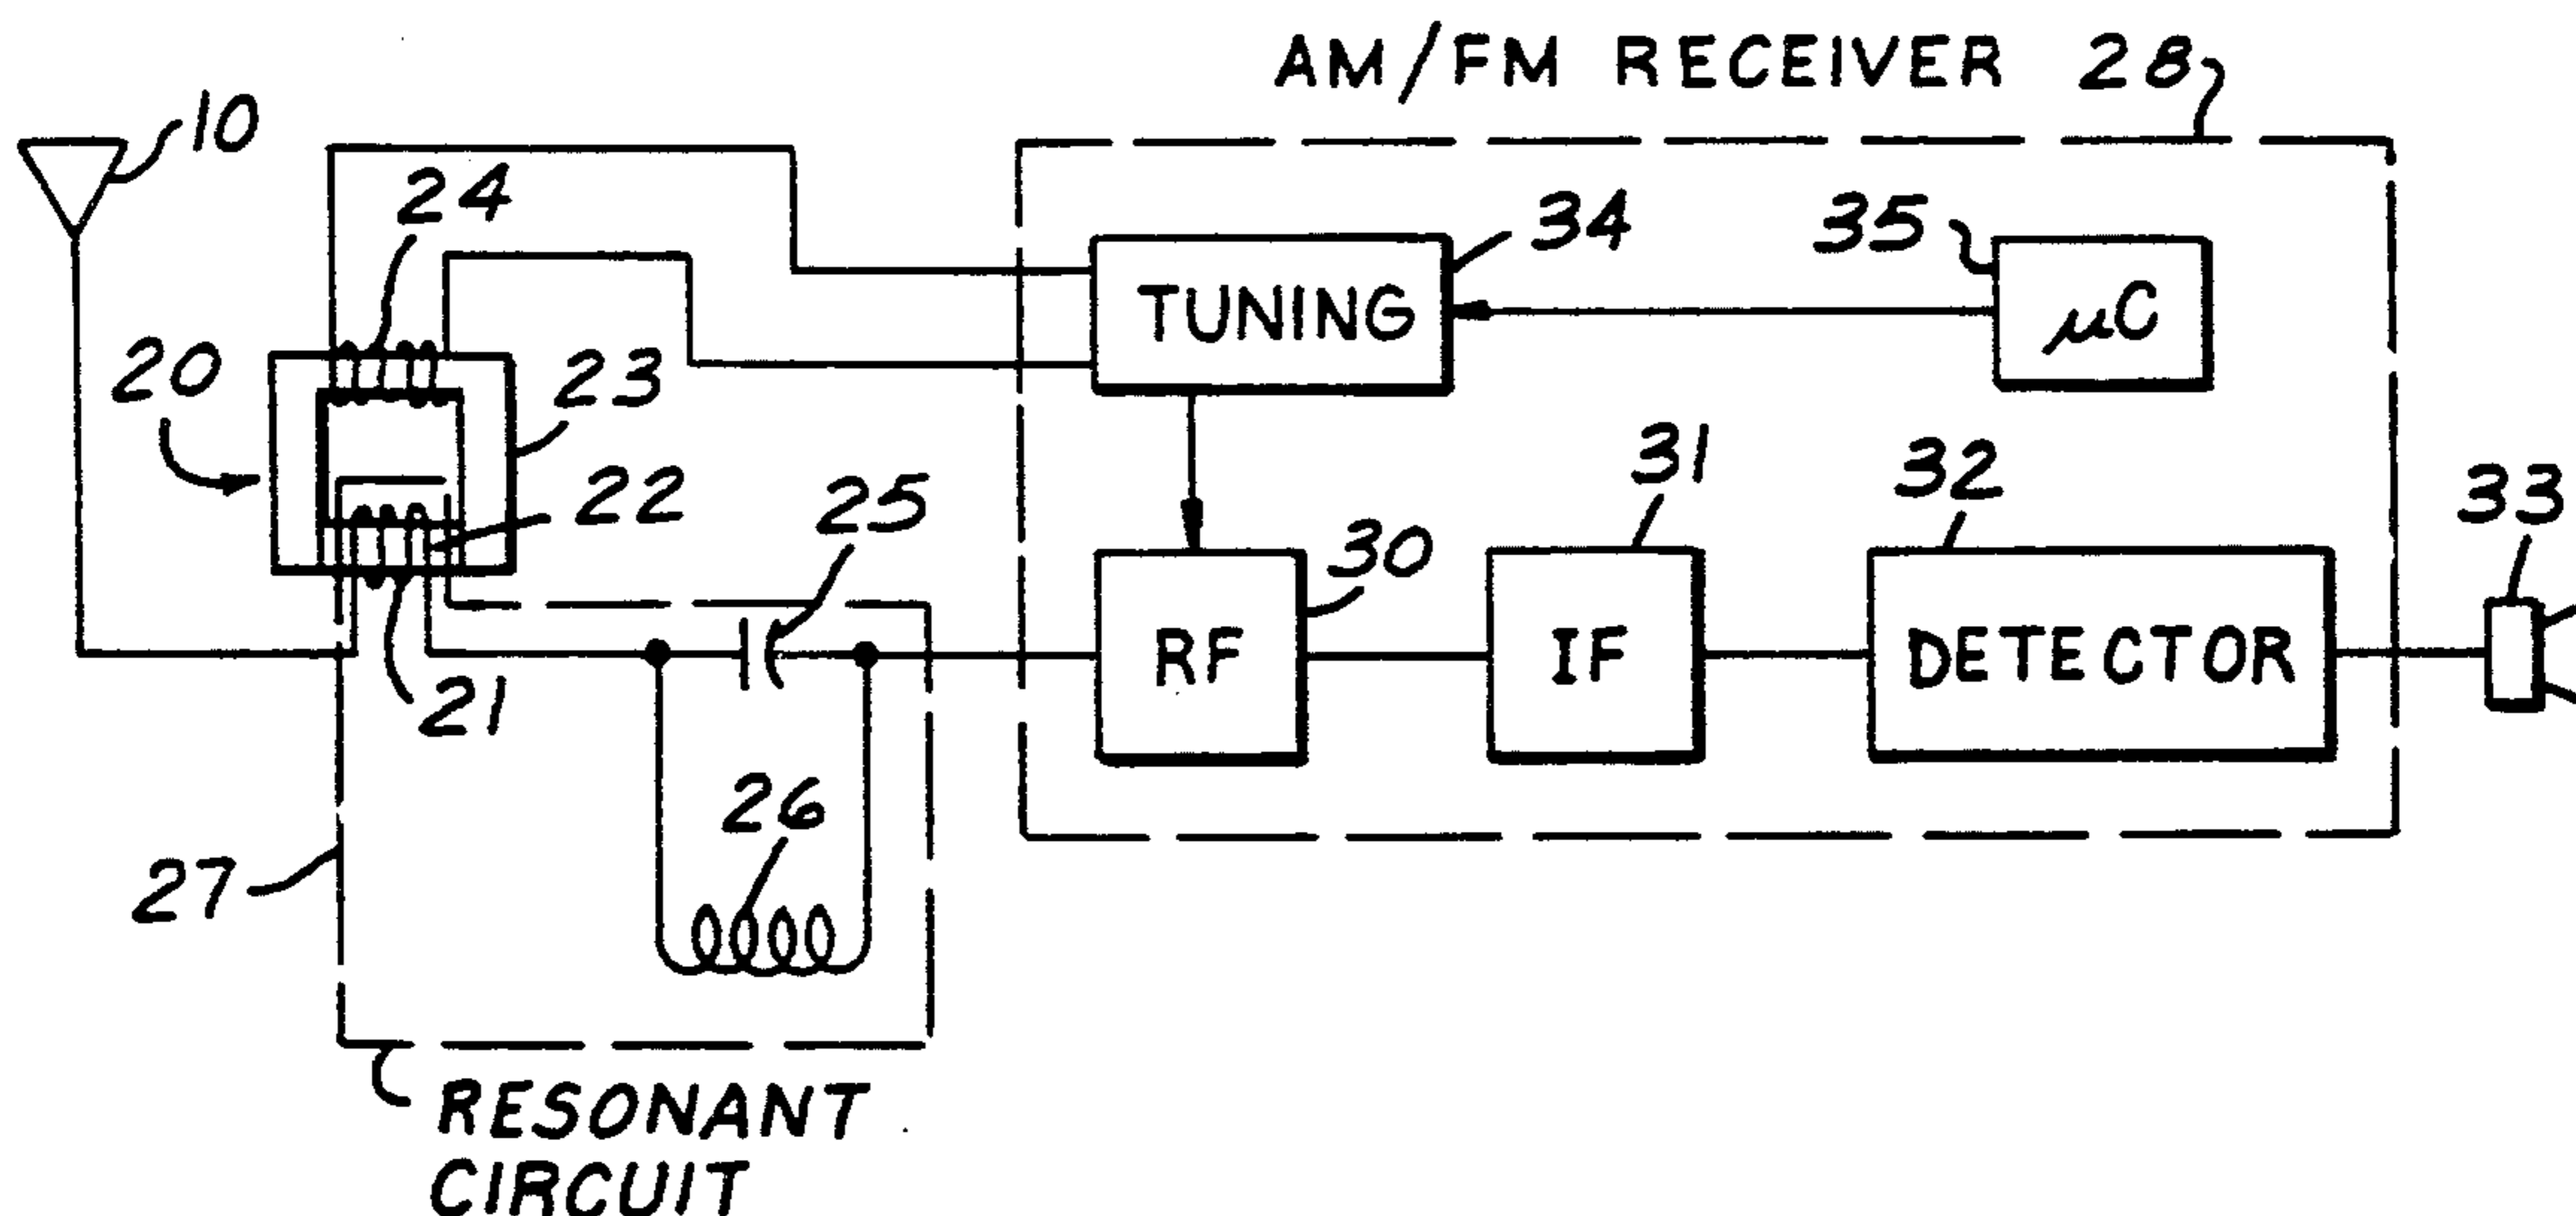 AM/FM RECEIVER 28
10
24
34
35
TUNING
μC
20
23
22
25
31
32
33
30
RF
IF
DETECTOR
21
26
27
RESONANT
CIRCUIT